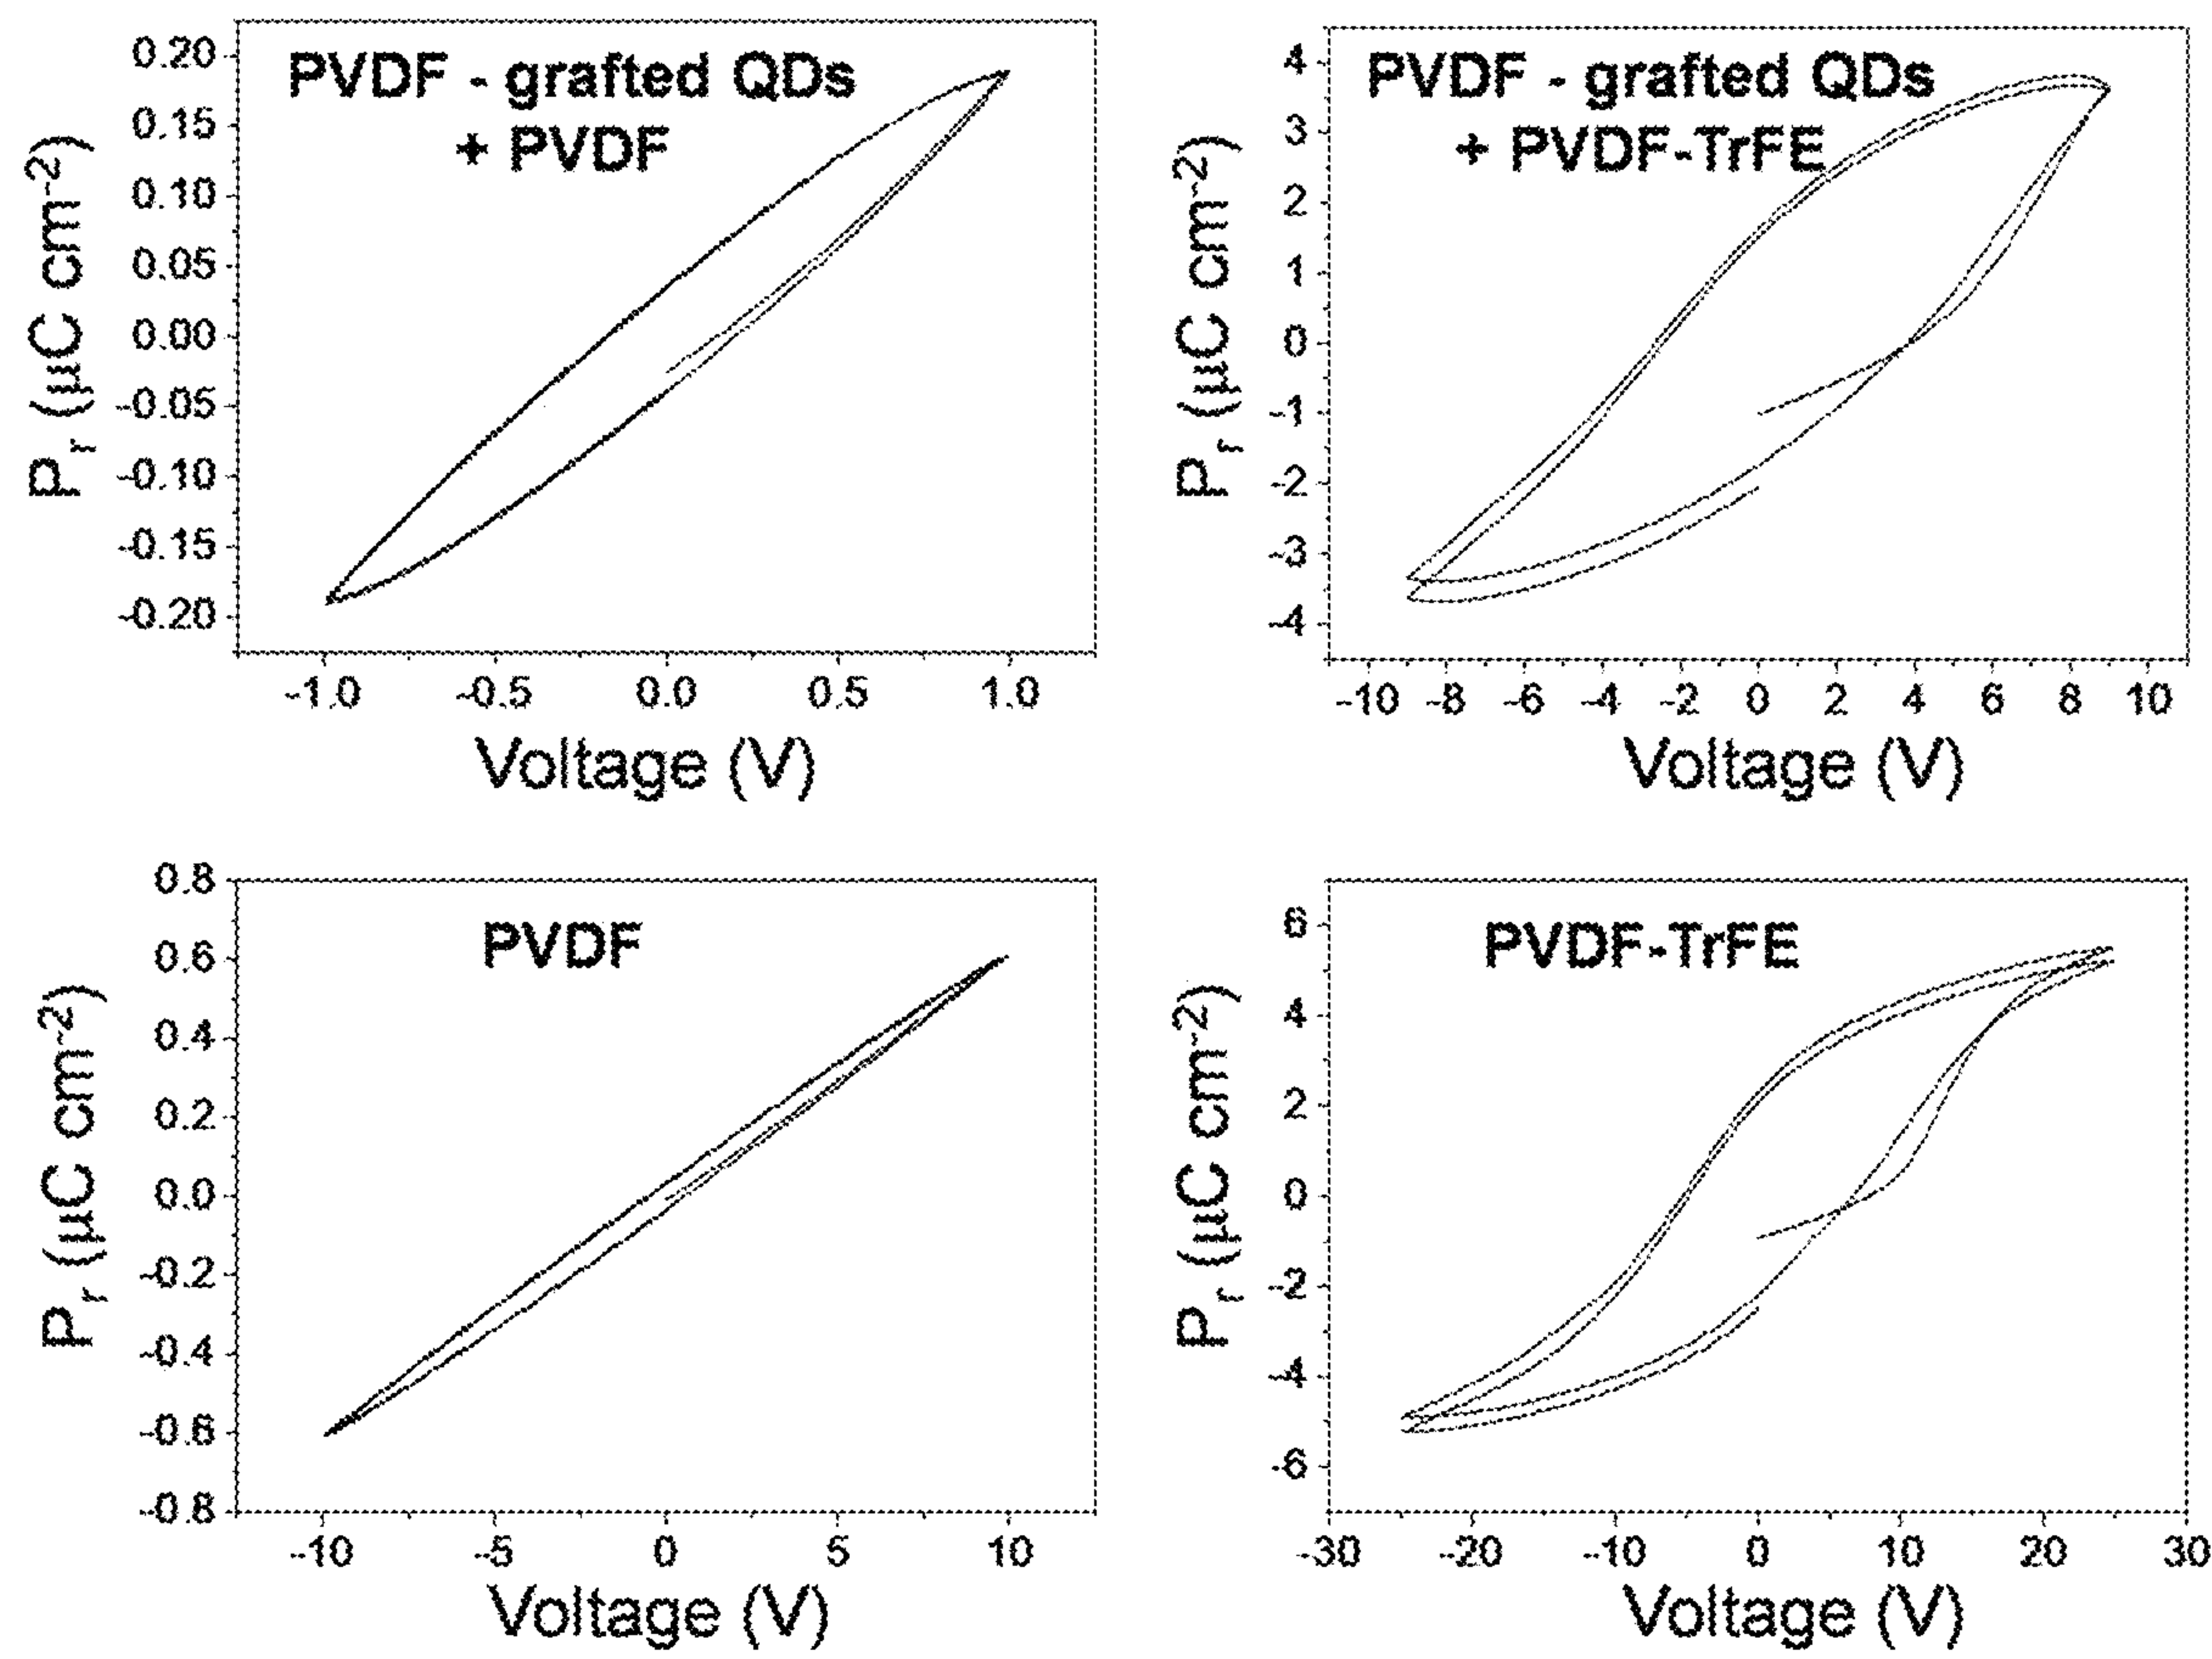 PVDF - grafted QDs
+ PVDF
0.20
0.15
0.10
0.05
0.00
-0.05
-0.10
-0.15
-0.20
Pr (μC cm-2)
-1.0 -0.5 0.0 0.5 1.0
Voltage (V)
PVDF - grafted QDs
+ PVDF-TrFE
4
3
2
1
0
-1
-2
-3
-4
Pr (μC cm-2)
-10 -8 -6 -4 -2 0 2 4 6 8 10
Voltage (V)
PVDF
0.8
0.6
0.4
0.2
0.0
-0.2
-0.4
-0.6
-0.8
Pr (μC cm-2)
-10 -5 0 5 10
Voltage (V)
PVDF-TrFE
6
4
2
0
-2
-4
-6
Pr (μC cm-2)
-30 -20 -10 0 10 20 30
Voltage (V)